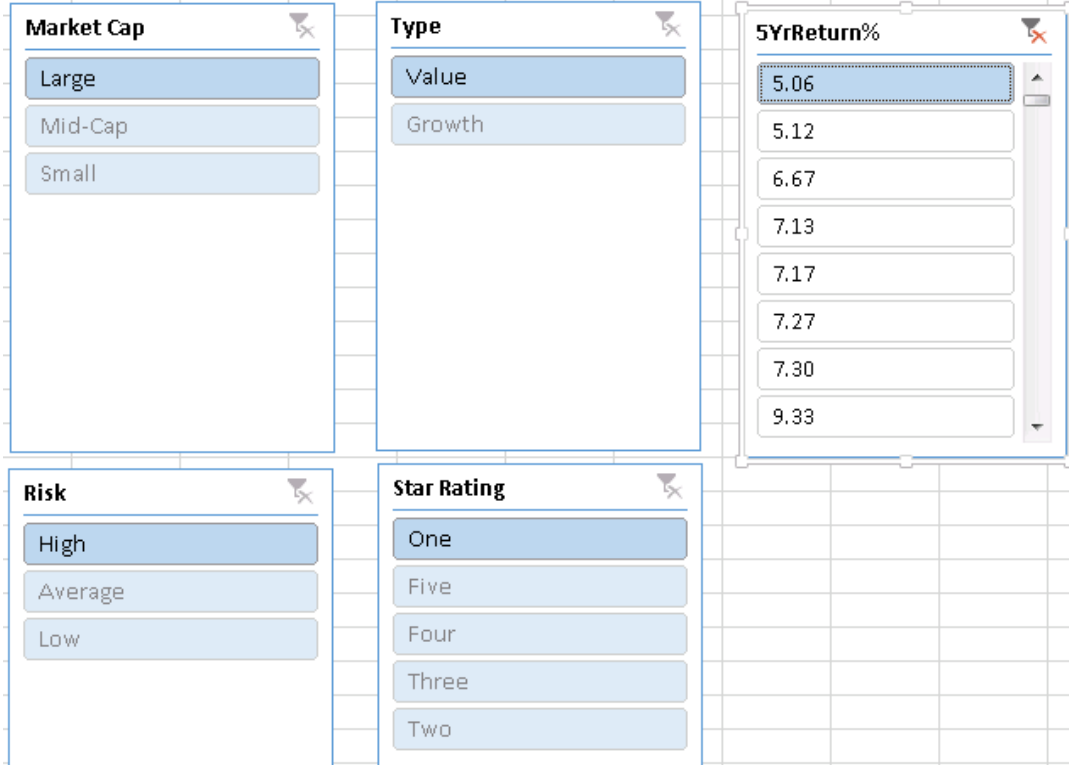 Market Cap
Large
Mid-Cap
Small
Type
Value
Growth
5YrReturn%
5.06
5.12
6.67
7.13
7.17
7.27
7.30
9.33
Risk
High
Average
Low
Star Rating
One
Five
Four
Three
Two